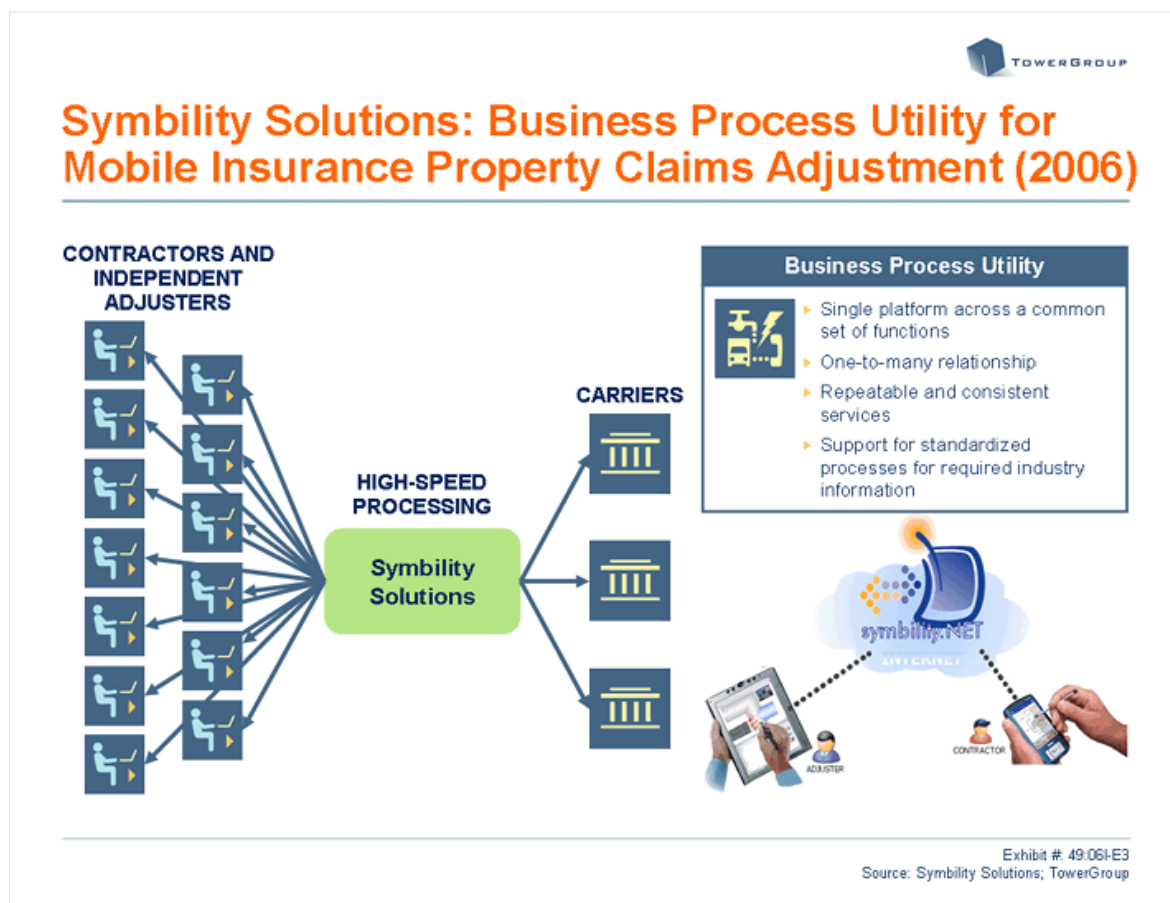 TOWERGROUP
Symbility Solutions: Business Process Utility for
Mobile Insurance Property Claims Adjustment (2006)
CONTRACTORS AND
INDEPENDENT
ADJUSTERS
HIGH-SPEED
PROCESSING
Symbility
Solutions
CARRIERS
Business Process Utility
Single platform across a common
set of functions
One-to-many relationship
Repeatable and consistent
services
Support for standardized
processes for required industry
information
symbility.NET
INTERNET
ADJUSTER
CONTRACTOR
Exhibit #: 49:06I-E3
Source: Symbility Solutions; TowerGroup